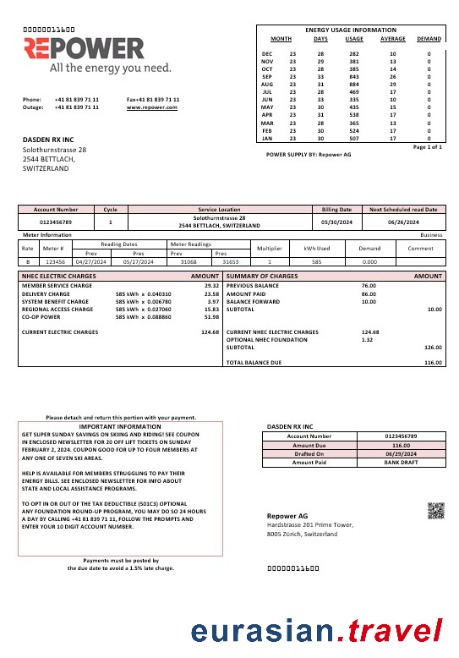 000000011600
REPOWER
All the energy you need.
Phone: +41 81 839 71 11 Fax+41 81 839 71 11
Outage: +41 81 839 71 11 www.repower.com
DASDEN RX INC
Solothurnstrasse 28
2544 BETTLACH,
SWITZERLAND
ENERGY USAGE INFORMATION
MONTH DAYS USAGE AVERAGE DEMAND
DEC 23 28 282 10 0
NOV 23 29 381 13 0
OCT 23 28 385 14 0
SEP 23 33 843 26 0
AUG 23 31 884 29 0
JUL 23 28 469 17 0
JUN 23 33 335 10 0
MAY 23 30 435 15 0
APR 23 31 538 17 0
MAR 23 28 365 13 0
FEB 23 30 524 17 0
JAN 23 30 507 17 0
Page 1 of 1
POWER SUPPLY BY: Repower AG
Account Number Cycle Service Location Billing Date Next Scheduled read Date
0123456789 1 Solothurnstrasse 28 05/30/2024 06/26/2024
2544 BETTLACH, SWITZERLAND
Meter Information Business
Rate Meter # Reading Dates Meter Readings Multiplier kWh Used Demand Comment
Prev Pres Prev Pres
B 123456 04/27/2024 05/27/2024 31068 31653 1 585 0.000
NHEC ELECTRIC CHARGES AMOUNT
MEMBER SERVICE CHARGE 29.32
DELIVERY CHARGE 585 kWh x 0.040310 23.58
SYSTEM BENEFIT CHARGE 585 kWh x 0.006780 3.97
REGIONAL ACCESS CHARGE 585 kWh x 0.027060 15.83
CO-OP POWER 585 kWh x 0.088860 51.98
CURRENT ELECTRIC CHARGES 124.68
SUMMARY OF CHARGES AMOUNT
PREVIOUS BALANCE 76.00
AMOUNT PAID 86.00
BALANCE FORWARD 10.00
SUBTOTAL 10.00
CURRENT NHEC ELECTRIC CHARGES 124.68
OPTIONAL NHEC FOUNDATION 1.32
SUBTOTAL 126.00
TOTAL BALANCE DUE 116.00
Please detach and return this portion with your payment.
IMPORTANT INFORMATION
GET SUPER SUNDAY SAVINGS ON SKIING AND RIDING! SEE COUPON
IN ENCLOSED NEWSLETTER FOR 20 OFF LIFT TICKETS ON SUNDAY
FEBRUARY 2, 2024. COUPON GOOD FOR UP TO FOUR MEMBERS AT
ANY ONE OF SEVEN SKI AREAS.
HELP IS AVAILABLE FOR MEMBERS STRUGGLING TO PAY THEIR
ENERGY BILLS. SEE ENCLOSED NEWSLETTER FOR INFO ABOUT
STATE AND LOCAL ASSISTANCE PROGRAMS.
TO OPT IN OR OUT OF THE TAX DEDUCTIBLE (501C3) OPTIONAL
ANY FOUNDATION ROUND-UP PROGRAM, YOU MAY DO SO 24 HOURS
A DAY BY CALLING +41 81 839 71 11, FOLLOW THE PROMPTS AND
ENTER YOUR 10 DIGIT ACCOUNT NUMBER.
Payments must be posted by
the due date to avoid a 1.5% late charge.
DASDEN RX INC
Account Number 0123456789
Amount Due 116.00
Drafted On 06/29/2024
Amount Paid BANK DRAFT
Repower AG
Hardstrasse 201 Prime Tower,
8005 Zürich, Switzerland
000000011600
eurasian.travel